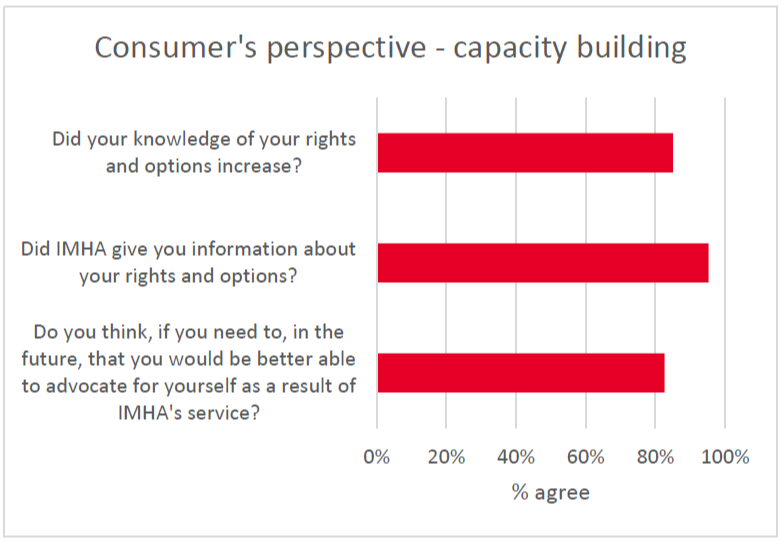 Consumer's perspective - capacity building
Did your knowledge of your rights
and options increase?
Did IMHA give you information about
your rights and options?
Do you think, if you need to, in the
future, that you would be better able
to advocate for yourself as a result of
IMHA's service?
0% 20% 40% 60% 80% 100%
% agree